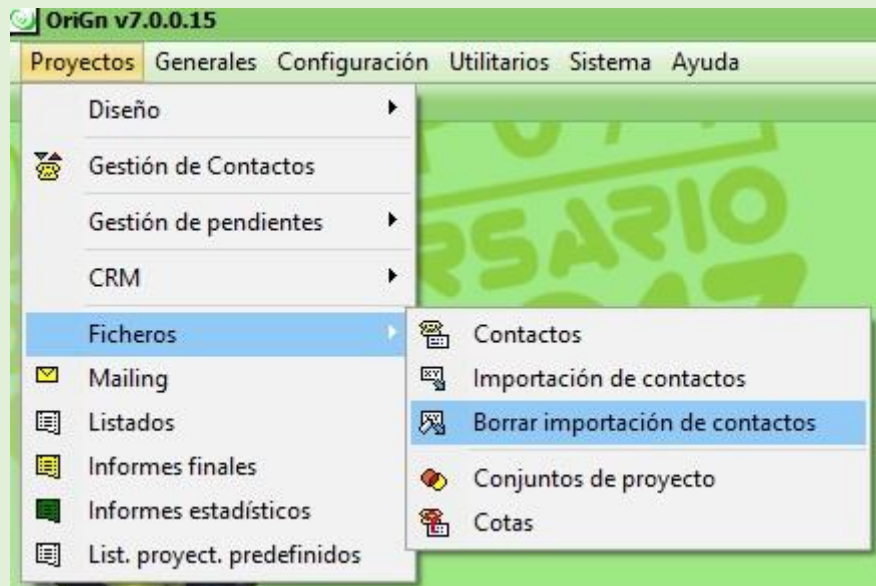 OriGn v7.0.0.15
Proyectos Generales Configuración Utilitarios Sistema Ayuda
Diseño
Gestión de Contactos
Gestión de pendientes
CRM
Ficheros
Mailing
Listados
Informes finales
Informes estadísticos
List. proyect. predefinidos
Contactos
Importación de contactos
Borrar importación de contactos
Conjuntos de proyecto
Cotas